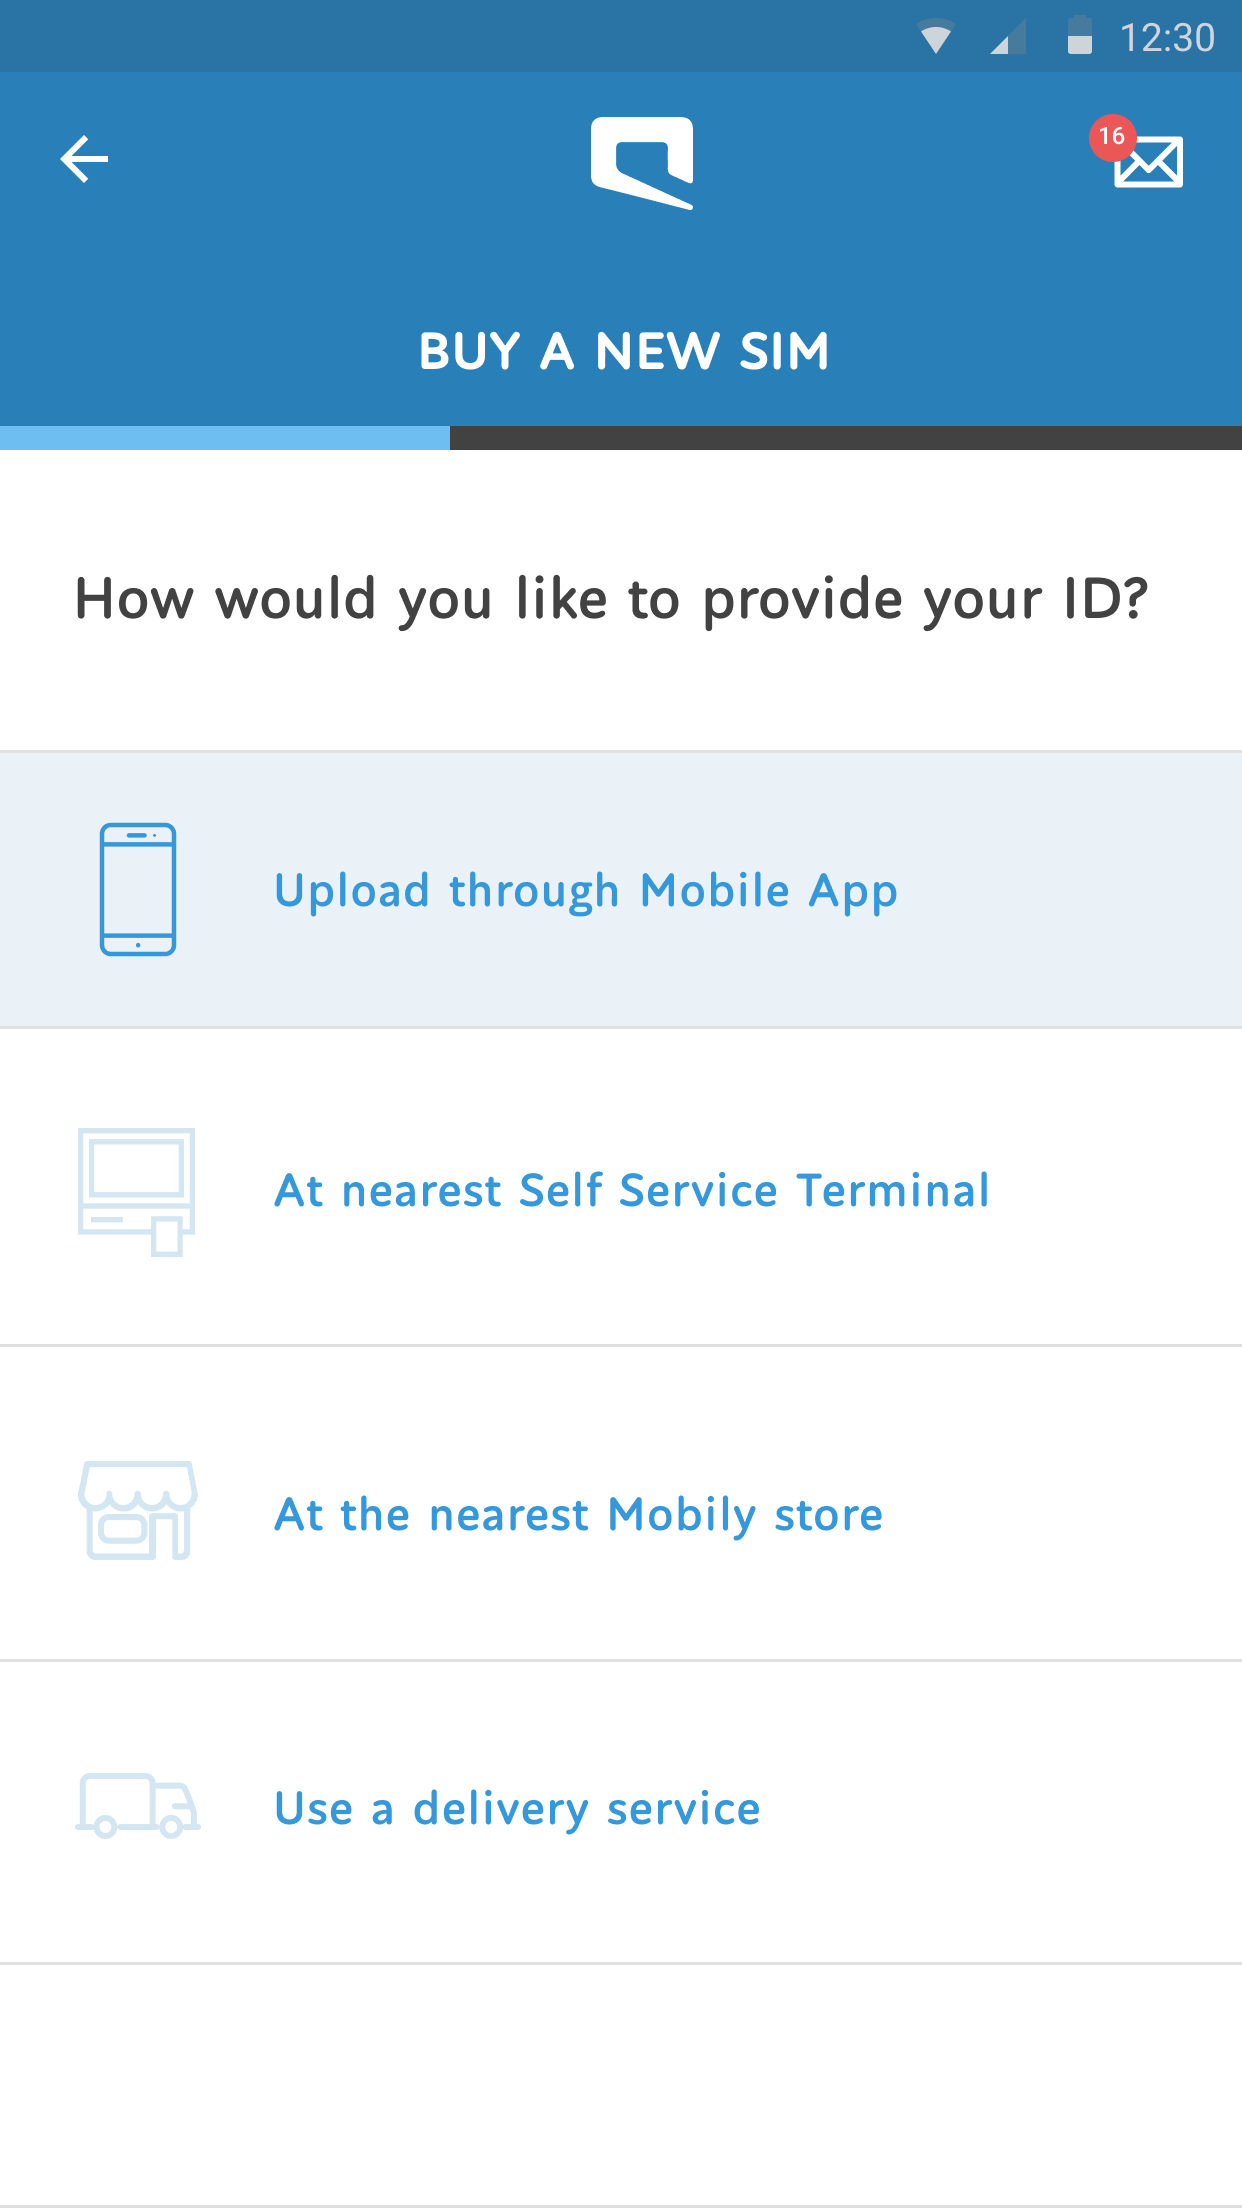 12:30
16
BUY A NEW SIM
How would you like to provide your ID?
Upload through Mobile App
At nearest Self Service Terminal
At the nearest Mobily store
Use a delivery service